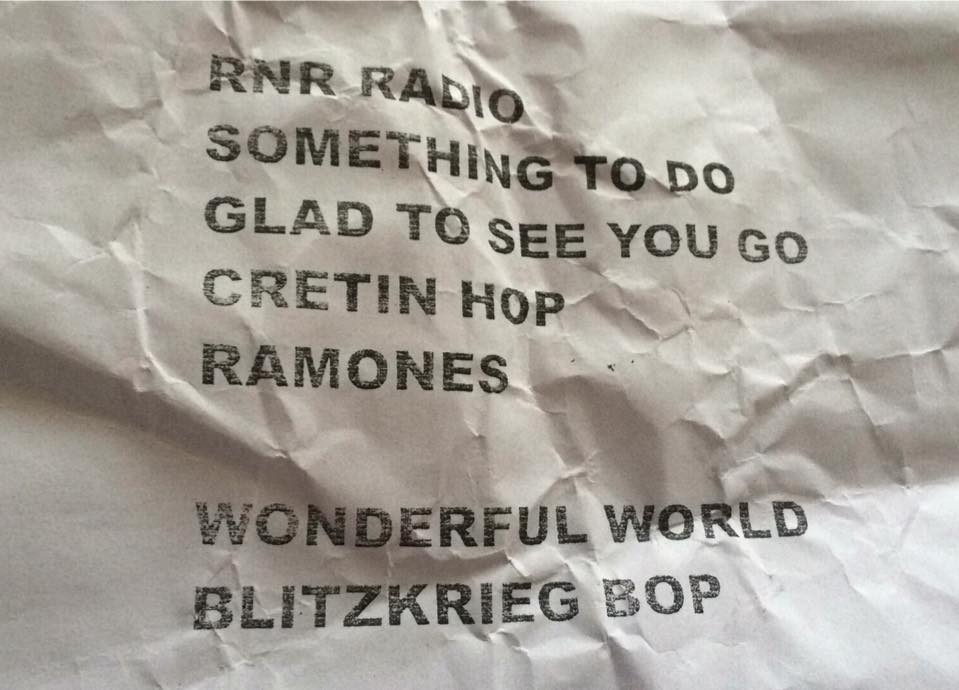 RNR RADIO
SOMETHING TO DO
GLAD TO SEE YOU GO
CRETIN HOP
RAMONES
WONDERFUL WORLD
BLITZKRIEG BOP